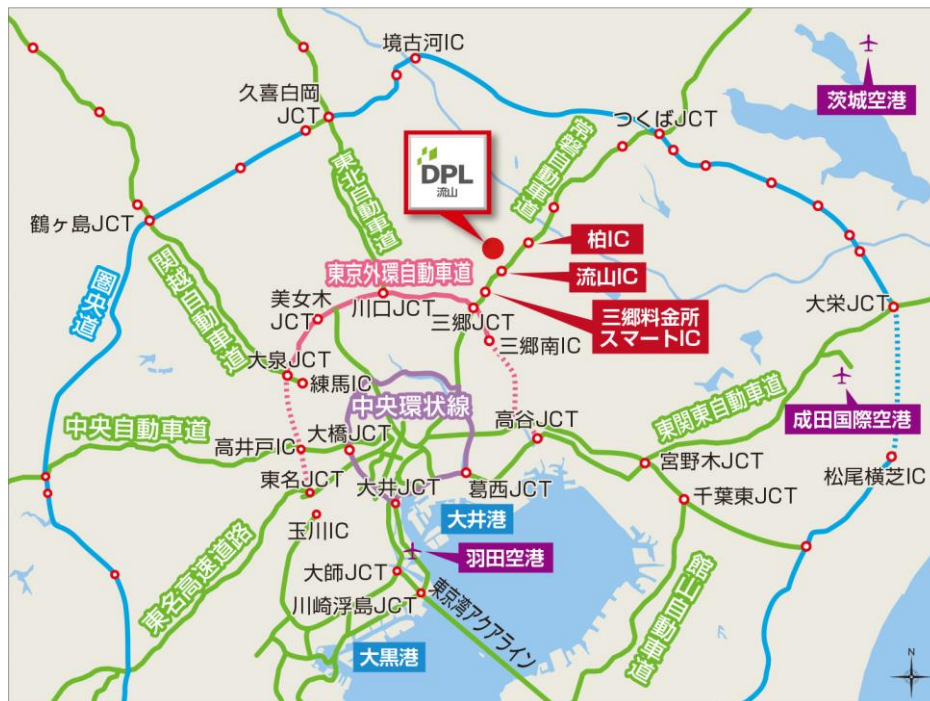 境古河IC
茨城空港
久喜白岡
JCT
つくばJCT
常磐自動車道
DPL
流山
東北自動車道
鶴ヶ島JCT
柏IC
関越自動車道
圏央道
東京外環自動車道
流山IC
美女木
JCT
川口JCT
三郷JCT
三郷料金所
スマートIC
大栄JCT
三郷南IC
大泉JCT
練馬IC
中央環状線
東関東自動車道
成田国際空港
中央自動車道
高井戸IC
大橋JCT
高谷JCT
宮野木JCT
松尾横芝IC
東名JCT
大井JCT
葛西JCT
千葉東JCT
玉川IC
大井港
羽田空港
東名高速道路
大師JCT
川崎浮島JCT
東京湾アクアライン
館山自動車道
大黒港
N